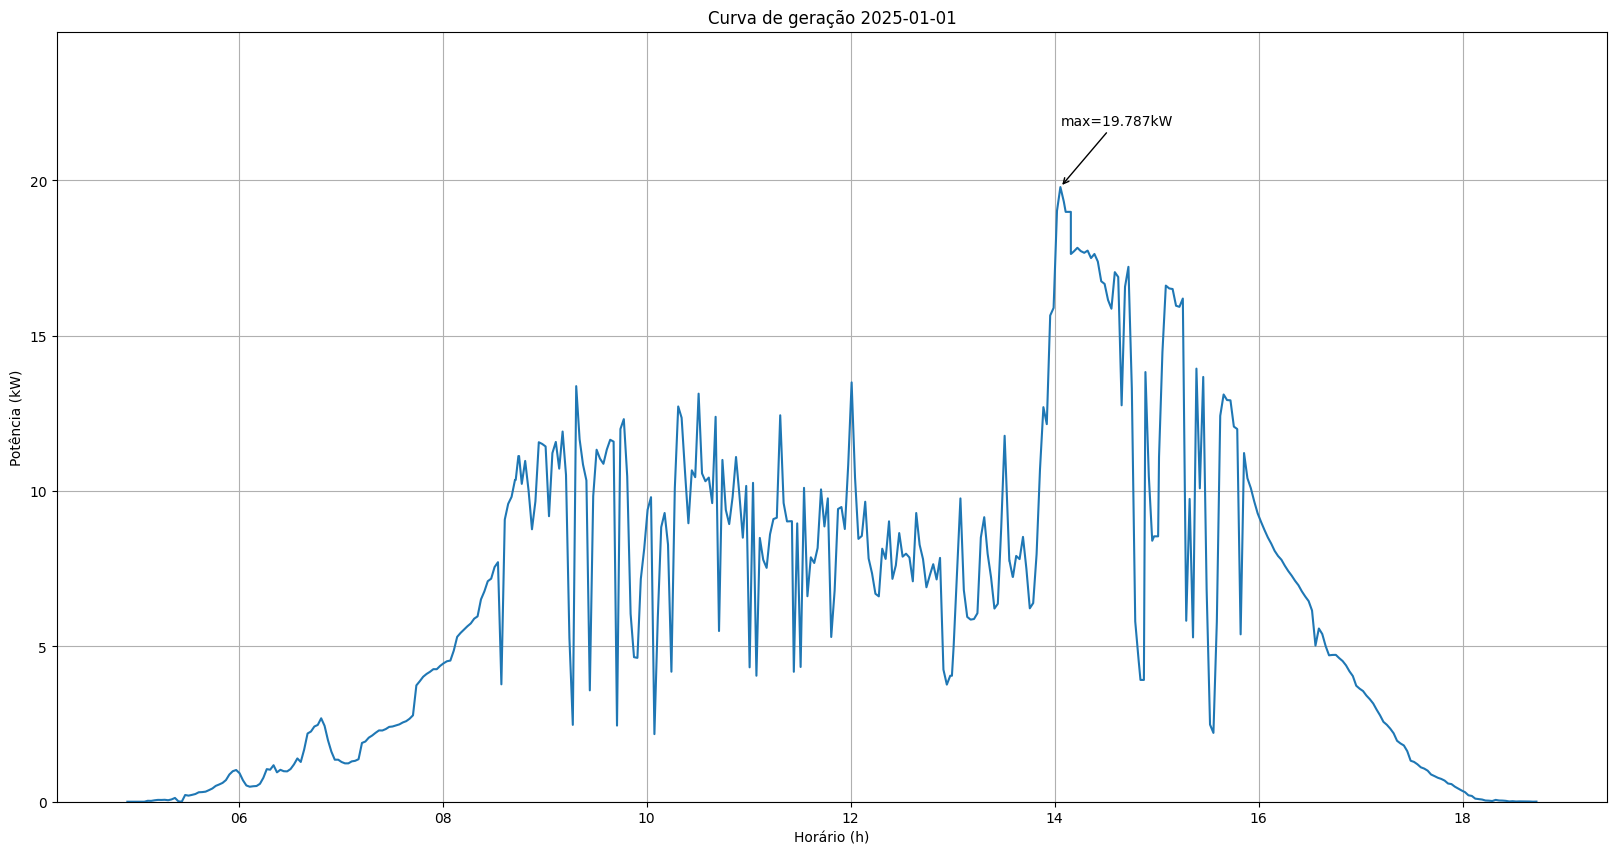 Curva de geração 2025-01-01
max=19.787kW
20
15
10
5
0
Potência (kW)
06 08 10 12 14 16 18
Horário (h)